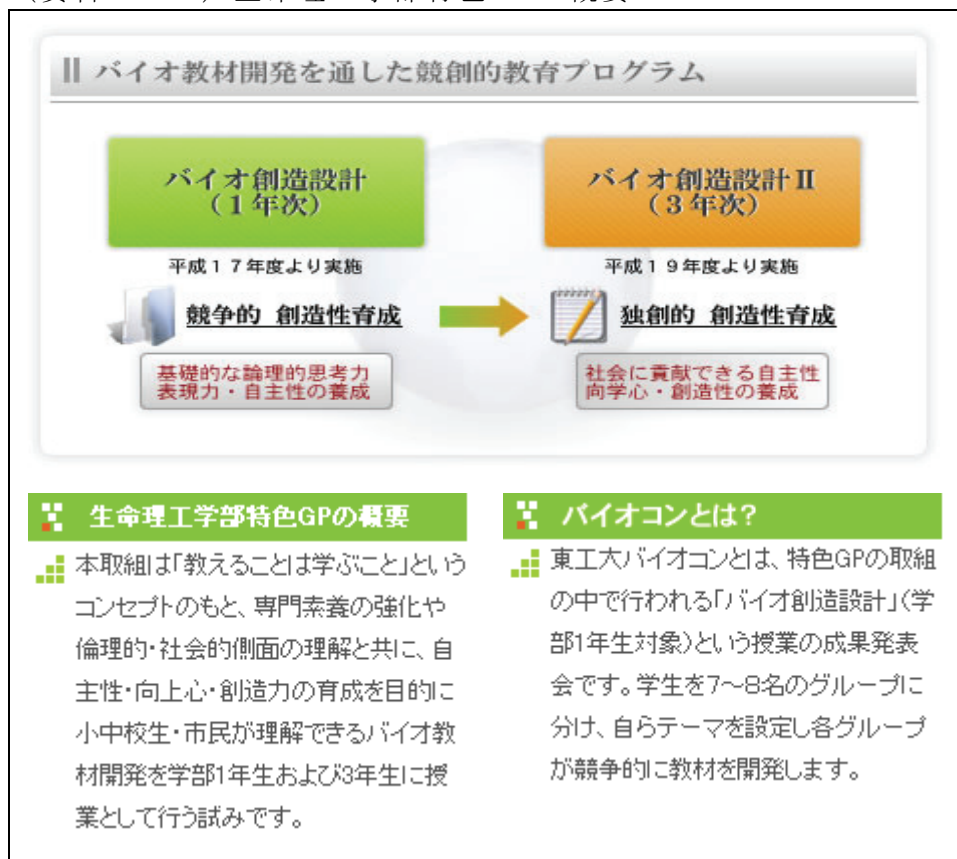 バイオ教材開発を通した競創的教育プログラム
バイオ創造設計
(1年次)
平成17年度より実施
競争的 創造性育成
基礎的な論理的思考力
表現力・自主性の養成
バイオ創造設計Ⅱ
(3年次)
平成19年度より実施
独創的 創造性育成
社会に貢献できる自主性
向学心・創造性の養成
生命理工学部特色GPの概要
本取組は「教えることは学ぶこと」という
コンセプトのもと、専門素養の強化や
倫理的・社会的側面の理解と共に、自
主性・向上心・創造力の育成を目的に
小中校生・市民が理解できるバイオ教
材開発を学部1年生および3年生に授
業として行う試みです。
バイオコンとは?
東工大バイオコンとは、特色GPの取組
の中で行われる「バイオ創造設計」(学
部1年生対象)という授業の成果発表
会です。学生を7～8名のグループに
分け、自らテーマを設定し各グループ
が競争的に教材を開発します。